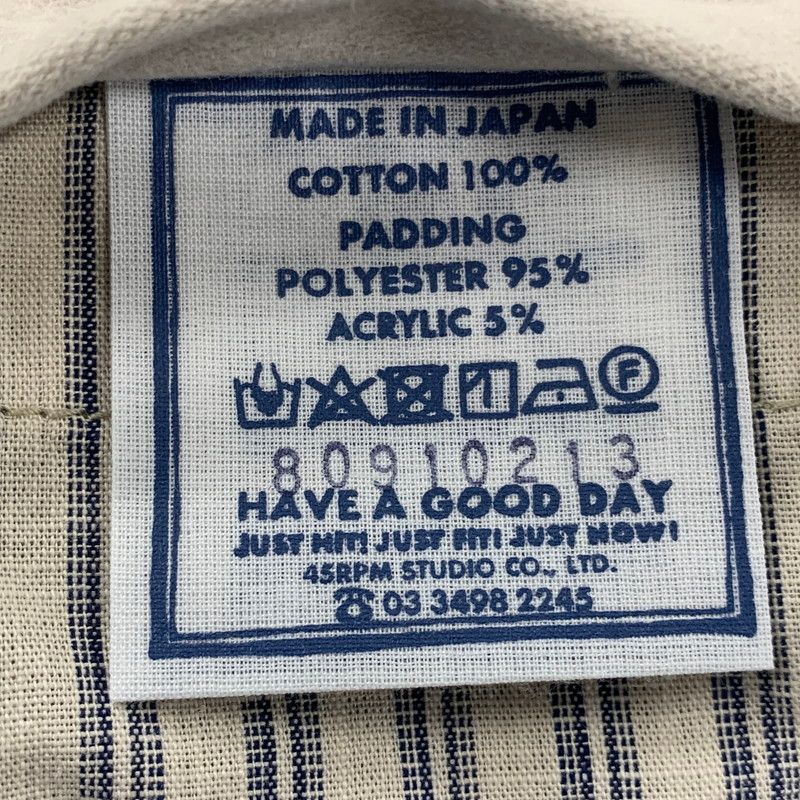 MADE IN JAPAN
COTTON 100%
PADDING
POLYESTER 95%
ACRYLIC 5%
F
80910213
HAVE A GOOD DAY
JUST HIT! JUST FIT! JUST NOW!
45RPM STUDIO CO., LTD.
☎ 03 3498 2245